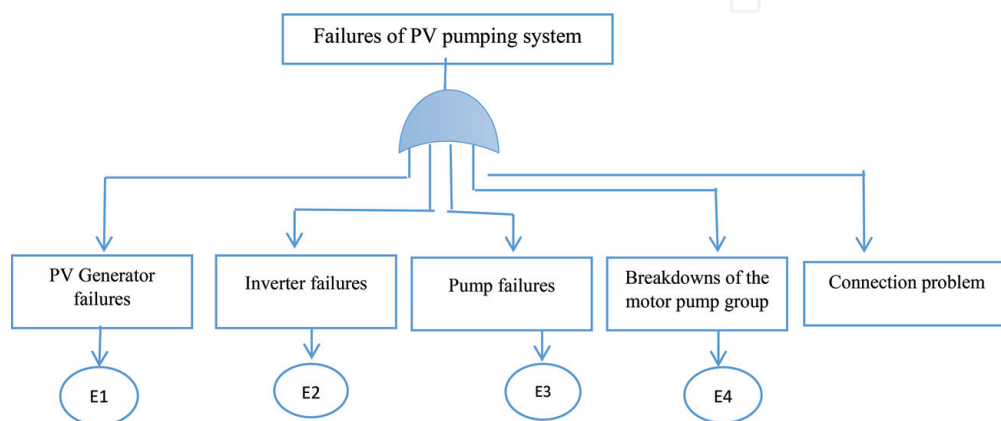 Failures of PV pumping system
PV Generator
failures
Inverter failures
Pump failures
Breakdowns of the
motor pump group
Connection problem
E1
E2
E3
E4